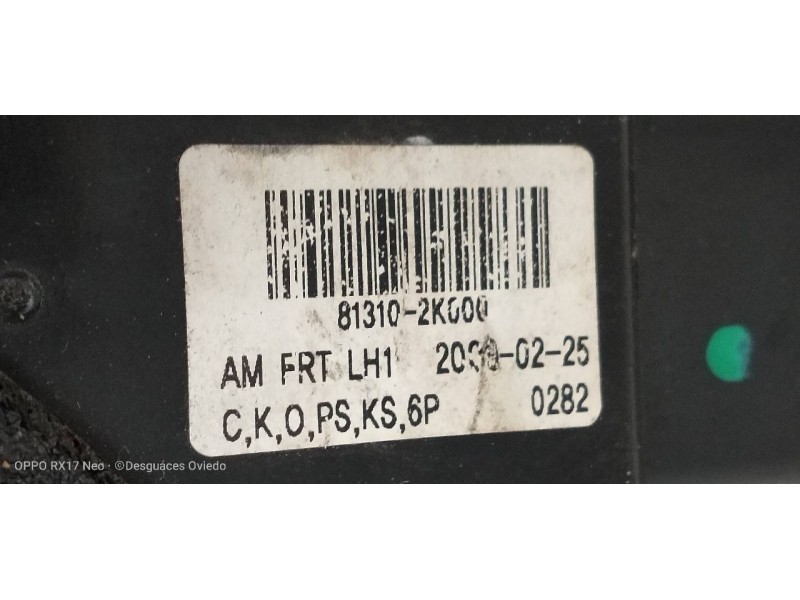 81310-2K000
AM FRT LH1
C,K,O,PS,KS,6P 0282
OPPO RX17 Neo · ©Desguaces Oviedo